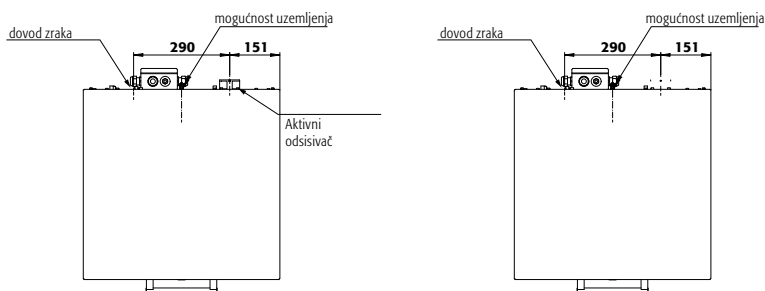 mogućnost uzemljenja
dovod zraka
290
151
Aktivni
odsisivač
mogućnost uzemljenja
dovod zraka
290
151